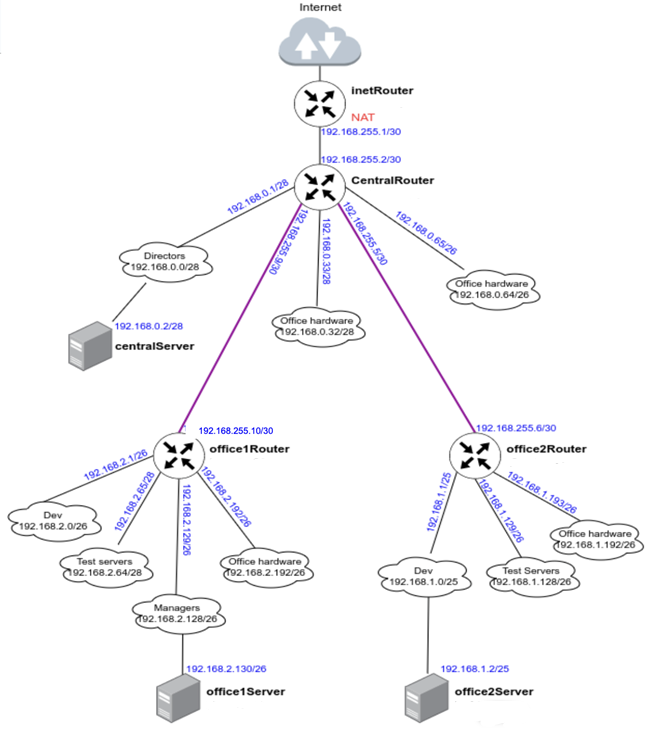 Internet
inetRouter
NAT
192.168.255.1/30
192.168.255.2/30
CentralRouter
192.168.0.1/28
192.168.255.9/30
192.168.0.33/28
192.168.255.5/30
192.168.0.65/26
Directors
192.168.0.0/28
Office hardware
192.168.0.64/26
Office hardware
192.168.0.32/28
192.168.0.2/28
centralServer
192.168.255.10/30
office1Router
192.168.255.6/30
office2Router
192.168.2.1/26
192.168.2.65/28
192.168.2.129/26
192.168.2.192/26
192.168.1.1/25
192.168.1.129/26
192.168.1.193/26
Dev
192.168.2.0/26
Test servers
192.168.2.64/28
Office hardware
192.168.2.192/26
Managers
192.168.2.128/26
Dev
192.168.1.0/25
Test Servers
192.168.1.128/26
Office hardware
192.168.1.192/26
192.168.2.130/26
office1Server
192.168.1.2/25
office2Server